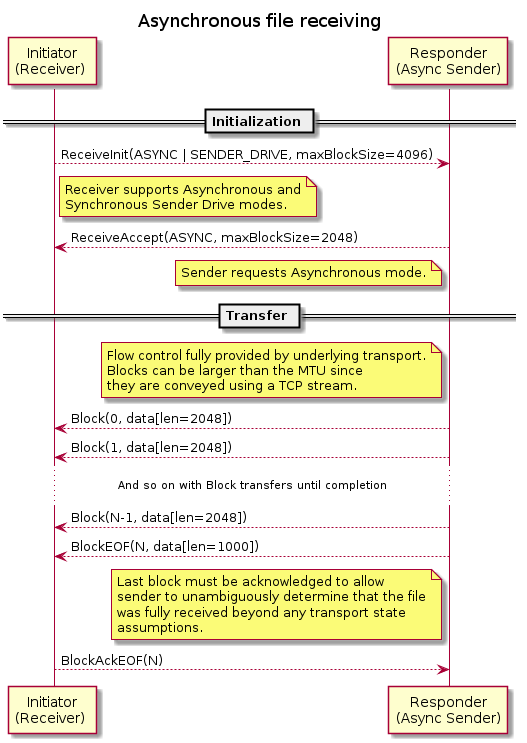 Asynchronous file receiving
Initiator
(Receiver)
Responder
(Async Sender)
Initialization
ReceiveInit(ASYNC | SENDER_DRIVE, maxBlockSize=4096)
Receiver supports Asynchronous and
Synchronous Sender Drive modes.
ReceiveAccept(ASYNC, maxBlockSize=2048)
Sender requests Asynchronous mode.
Transfer
Flow control fully provided by underlying transport.
Blocks can be larger than the MTU since
they are conveyed using a TCP stream.
Block(0, data[len=2048])
Block(1, data[len=2048])
And so on with Block transfers until completion
Block(N-1, data[len=2048])
BlockEOF(N, data[len=1000])
Last block must be acknowledged to allow
sender to unambiguously determine that the file
was fully received beyond any transport state
assumptions.
BlockAckEOF(N)
Initiator
(Receiver)
Responder
(Async Sender)